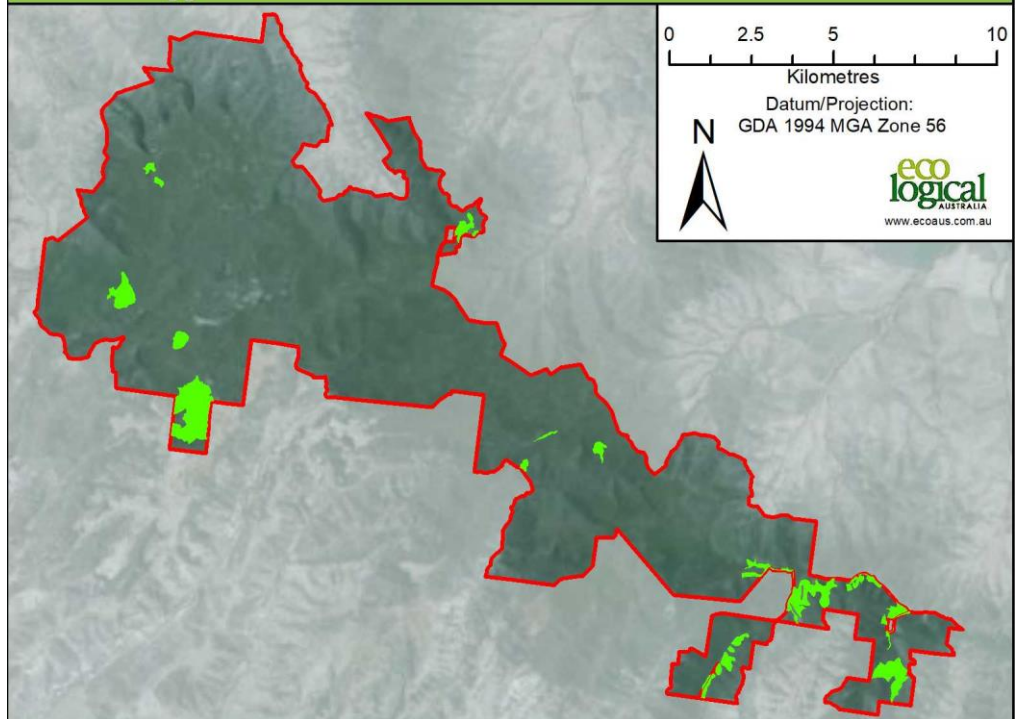 0 2.5 5 10
Kilometres
Datum/Projection:
GDA 1994 MGA Zone 56
N
eco
logical
AUSTRALIA
www.ecoaus.com.au